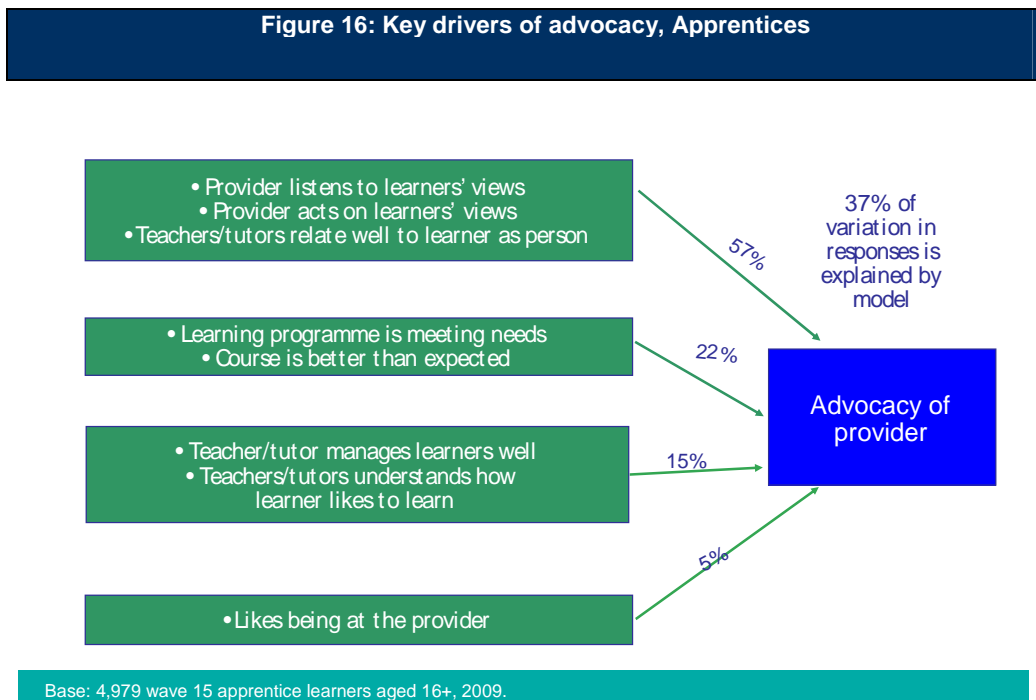 Figure 16: Key drivers of advocacy, Apprentices
• Provider listens to learners’ views
• Provider acts on learners’ views
• Teachers/tutors relate well to learner as person
57%
37% of
variation in
responses is
explained by
model
• Learning programme is meeting needs
• Course is better than expected
22%
Advocacy of
provider
• Teacher/tutor manages learners well
• Teachers/tutors understands how
learner likes to learn
15%
5%
• Likes being at the provider
Base: 4,979 wave 15 apprentice learners aged 16+, 2009.